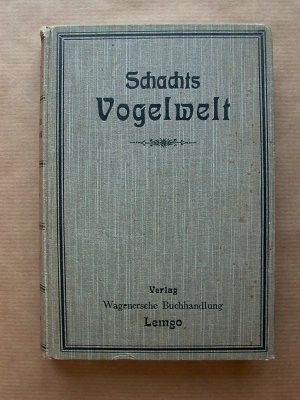 Schachts
Vogelwelt
Verlag
Wagenersche Buchhandlung
Lemgo